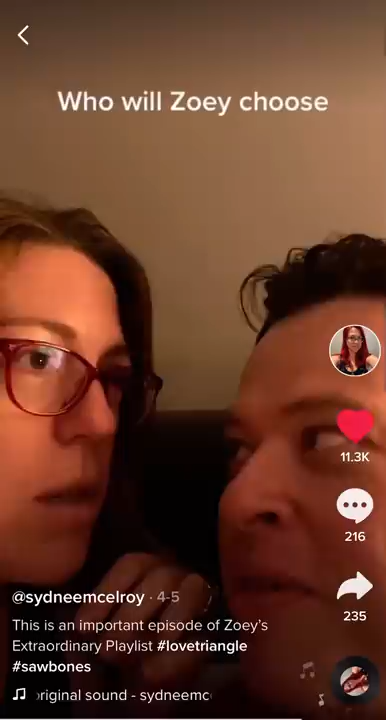 Who will Zoey choose
11.3K
216
235
@sydneemcelroy · 4-5
This is an important episode of Zoey's
Extraordinary Playlist #lovetriangle
#sawbones
original sound - sydneemc